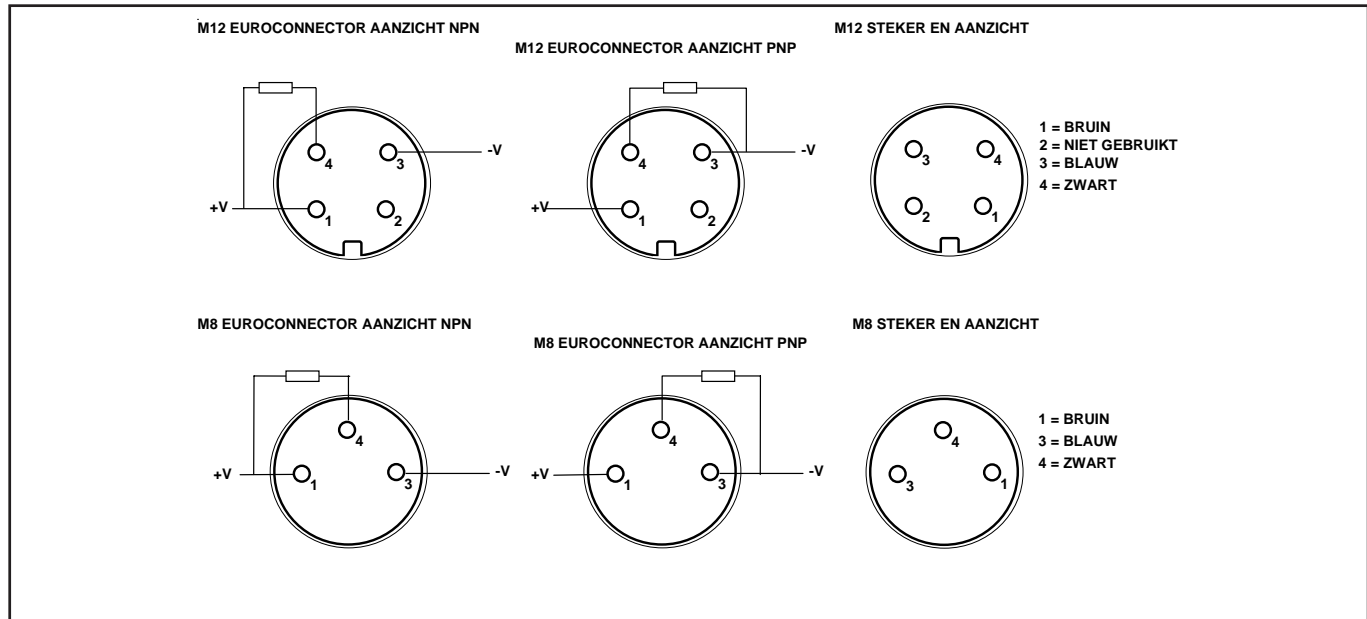 M12 EUROCONNECTOR AANZICHT NPN
M12 EUROCONNECTOR AANZICHT PNP
M12 STEKER EN AANZICHT
4
3
-V
+V
1
2
4
3
-V
+V
1
2
3
4
2
1
1 = BRUIN
2 = NIET GEBRUIKT
3 = BLAUW
4 = ZWART
M8 EUROCONNECTOR AANZICHT NPN
M8 EUROCONNECTOR AANZICHT PNP
M8 STEKER EN AANZICHT
4
+V
1
3
-V
4
+V
1
3
-V
4
3
1
1 = BRUIN
3 = BLAUW
4 = ZWART